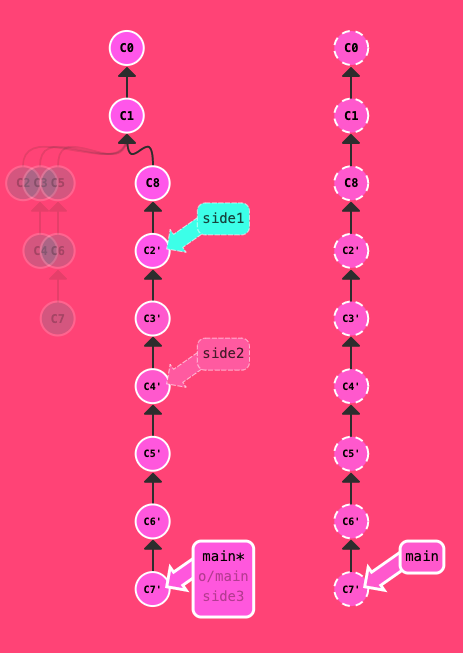 C0
C0
C1
C1
C2
C3
C5
C8
C8
side1
C4
C6
C2'
C2'
C7
C3'
C3'
side2
C4'
C4'
C5'
C5'
C6'
C6'
main*
main
o/main
C7'
C7'
side3